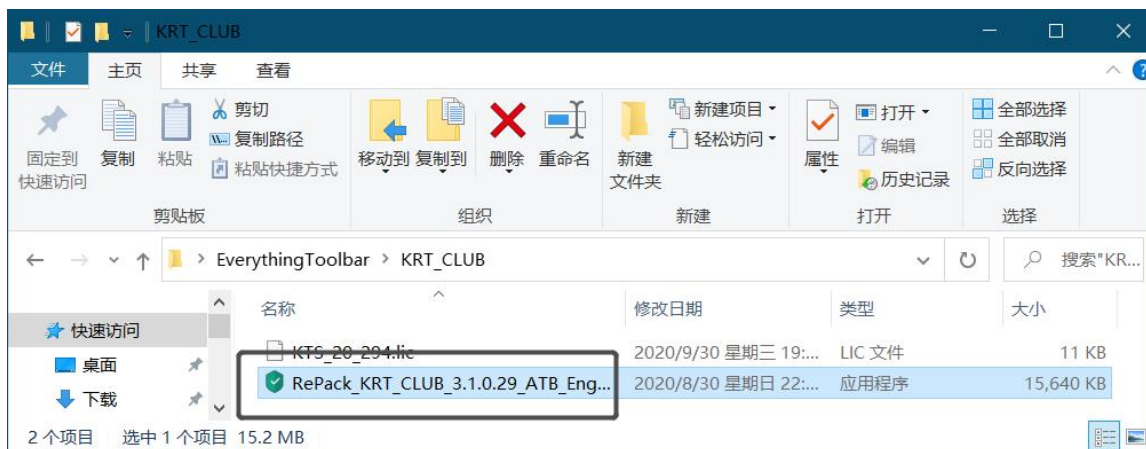 KRT_CLUB
文件 主页 共享 查看
固定到快速访问
复制
粘贴
剪切
复制路径
粘贴快捷方式
移动到 复制到 删除 重命名
新建文件夹
新建项目
轻松访问
属性
打开
编辑
历史记录
全部选择
全部取消
反向选择
剪贴板 组织 新建 打开 选择
EverythingToolbar > KRT_CLUB
搜索"KR...
名称 修改日期 类型 大小
快速访问
桌面
下载
KTS_20_294.lic 2020/9/30 星期三 19:... LIC 文件 11 KB
RePack_KRT_CLUB_3.1.0.29_ATB_Eng... 2020/8/30 星期日 22:... 应用程序 15,640 KB
2 个项目 选中 1 个项目 15.2 MB